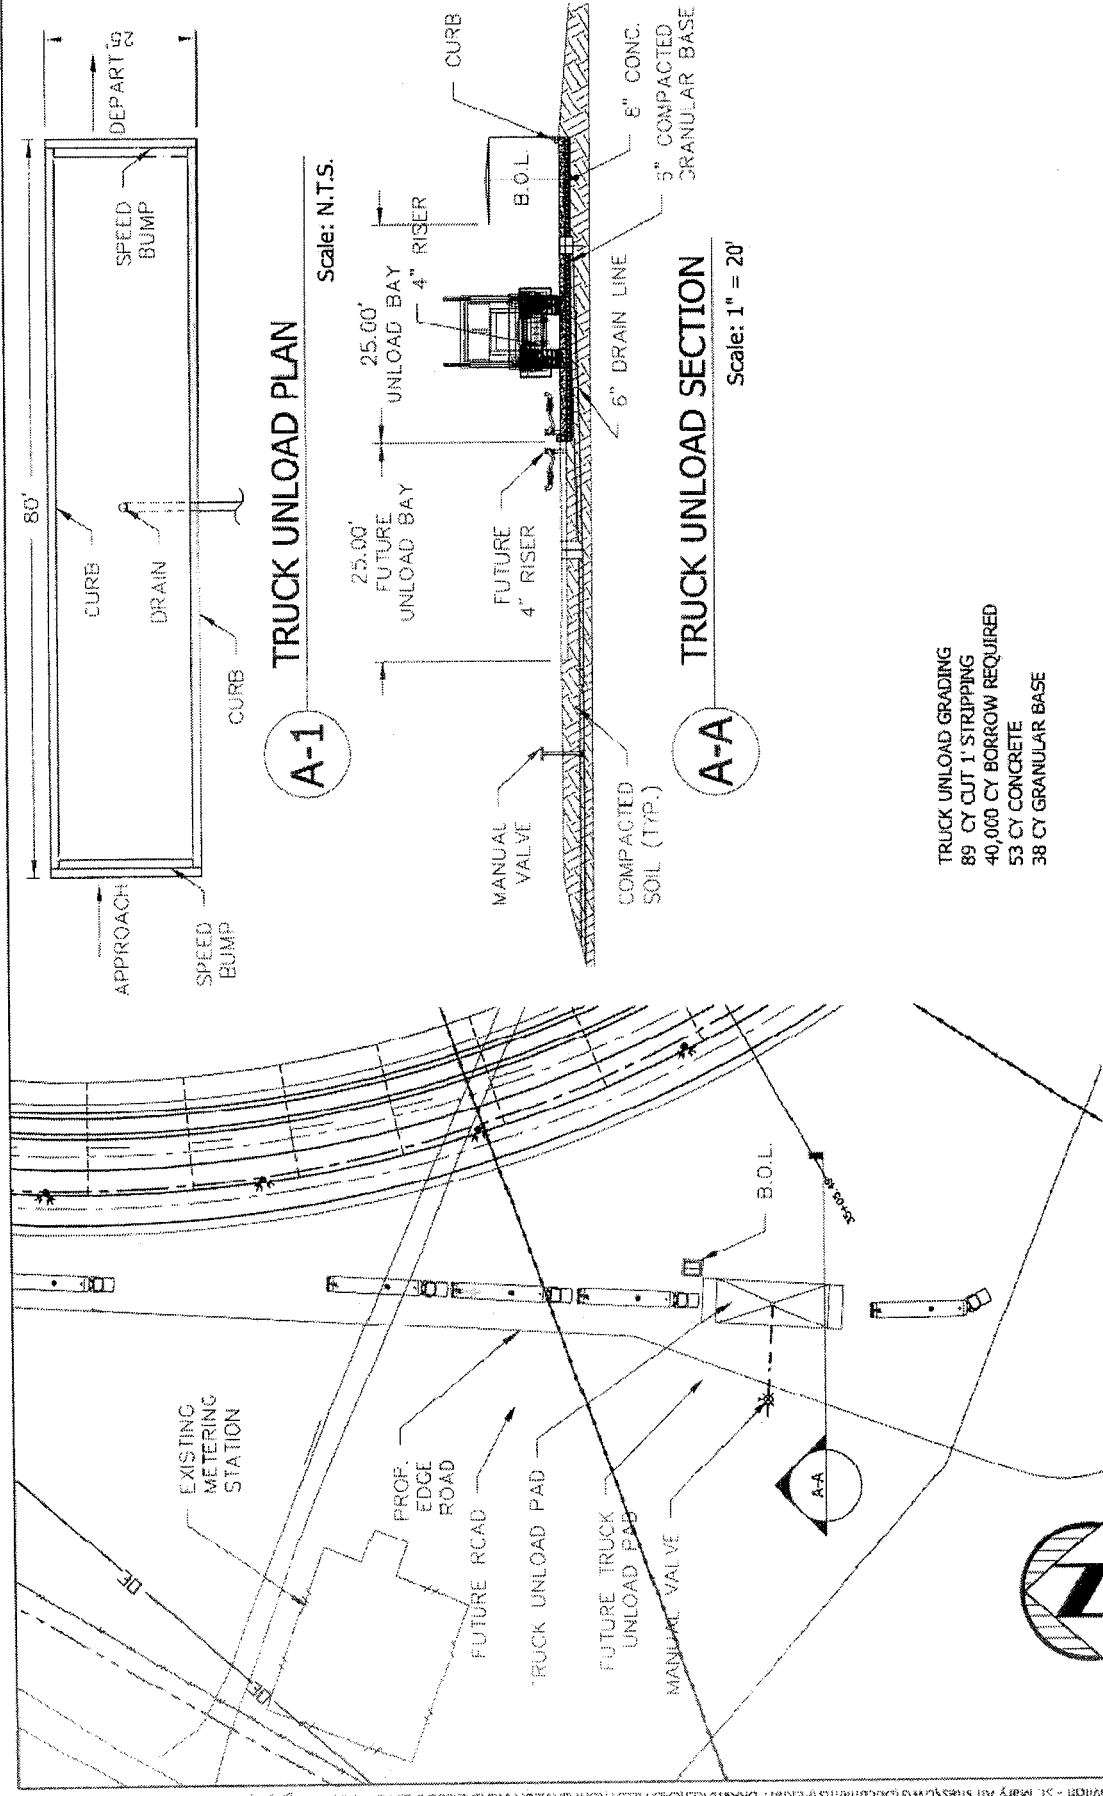 80'
25'
APPROACH
DEPART
SPEED
BUMP
CURB
DRAIN
CURB
SPEED
BUMP
A-1
TRUCK UNLOAD PLAN
Scale: N.T.S.
25.00'
FUTURE
UNLOAD BAY
25.00'
UNLOAD BAY
4" RISER
B.O.L.
CURB
MANUAL
VALVE
FUTURE
4" RISER
COMPACTED
SOIL (TYP.)
6" DRAIN LINE
8" CONC.
6" COMPACTED
GRANULAR BASE
A-A
TRUCK UNLOAD SECTION
Scale: 1" = 20'
TRUCK UNLOAD GRADING
89 CY CUT 1' STRIPPING
40,000 CY BORROW REQUIRED
53 CY CONCRETE
38 CY GRANULAR BASE
OE
OE
EXISTING
METERING
STATION
PROP.
EDGE
ROAD
FUTURE ROAD
TRUCK UNLOAD PAD
FUTURE TRUCK
UNLOAD PAD
MANUAL VALVE
B.O.L.
A-A